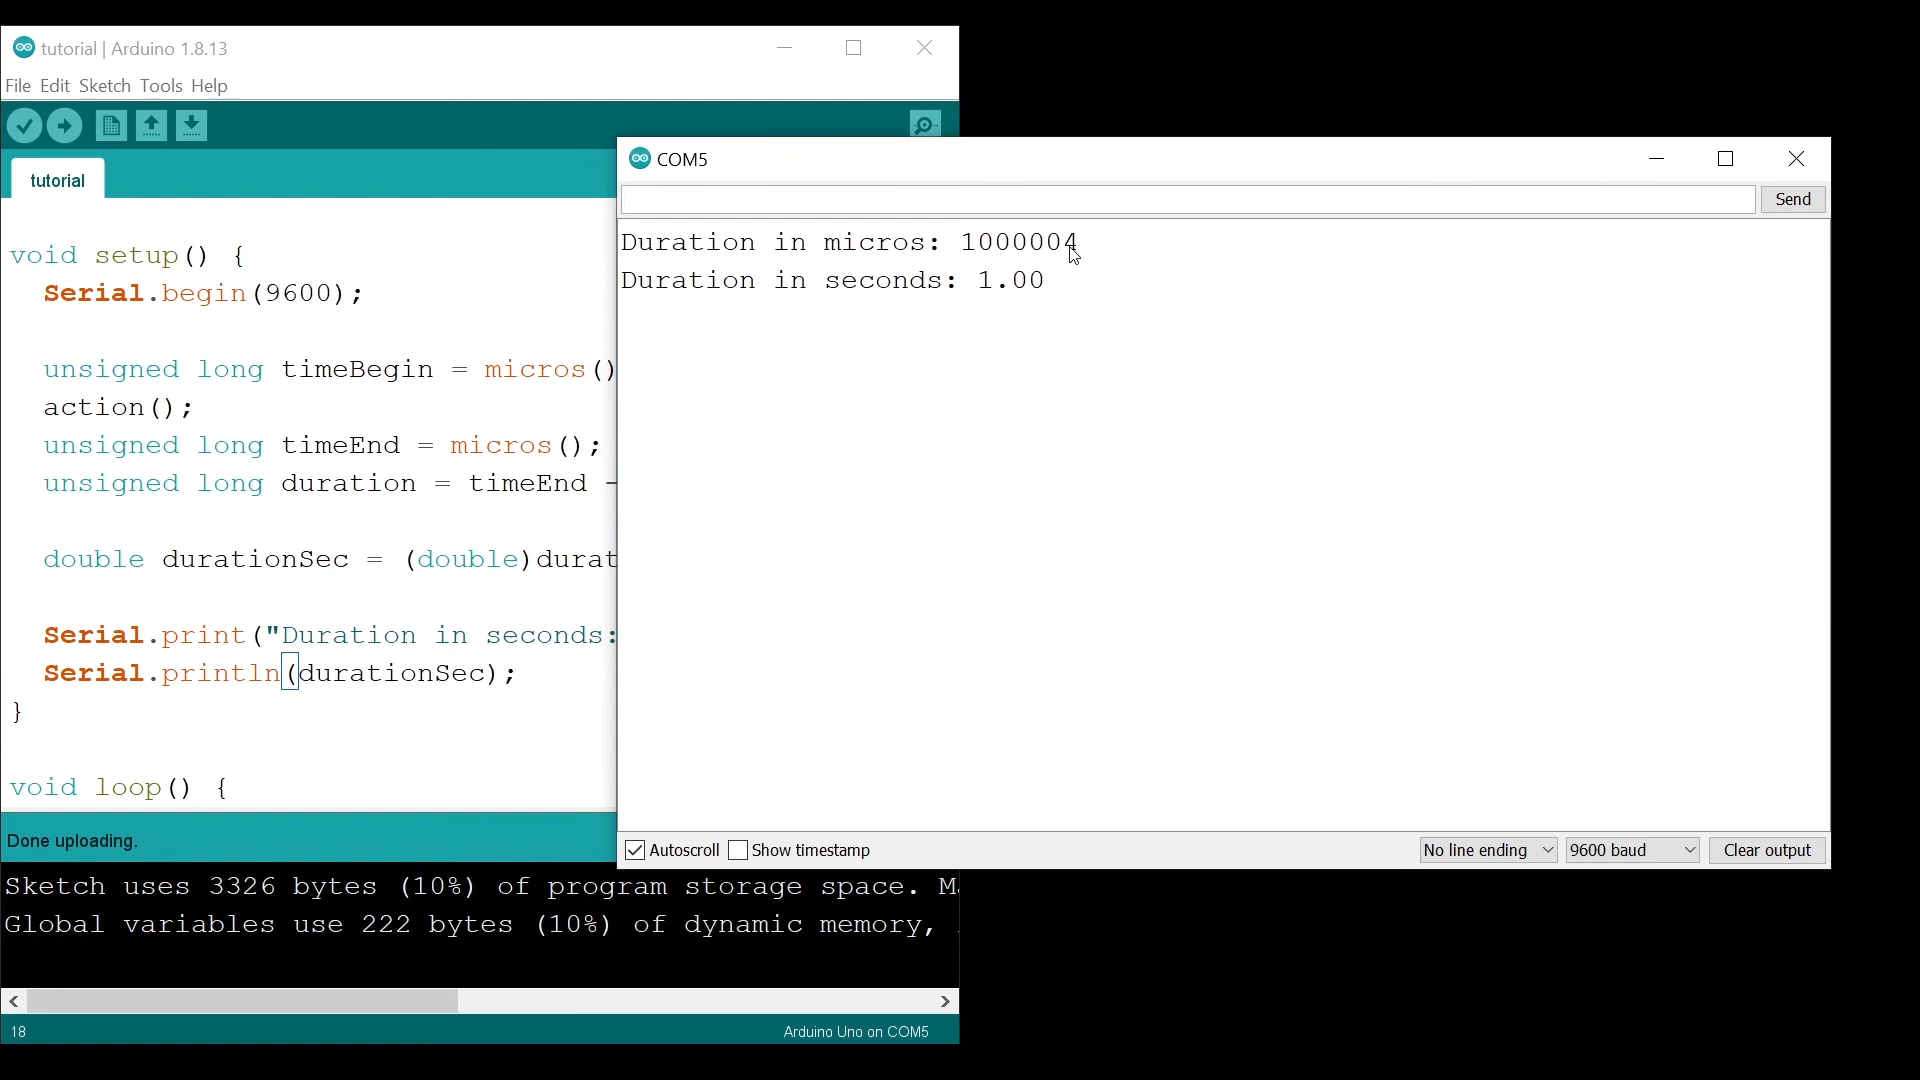 tutorial | Arduino 1.8.13
File Edit Sketch Tools Help
tutorial
void setup() {
Serial.begin(9600);
unsigned long timeBegin = micros()
action();
unsigned long timeEnd = micros();
unsigned long duration = timeEnd -
double durationSec = (double)durat
Serial.print("Duration in seconds:
Serial.println(durationSec);
}
void loop() {
Done uploading.
Sketch uses 3326 bytes (10%) of program storage space. M
Global variables use 222 bytes (10%) of dynamic memory,
18
Arduino Uno on COM5
COM5
Send
Duration in micros: 1000004
Duration in seconds: 1.00
Autoscroll Show timestamp
No line ending 9600 baud Clear output